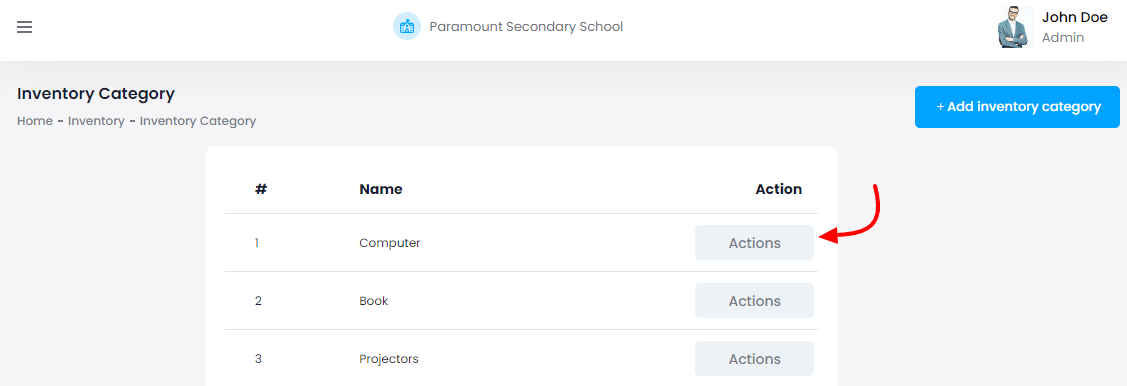 Paramount Secondary School
John Doe
Admin
Inventory Category
Home - Inventory - Inventory Category
+ Add inventory category
# Name Action
1 Computer Actions
2 Book Actions
3 Projectors Actions